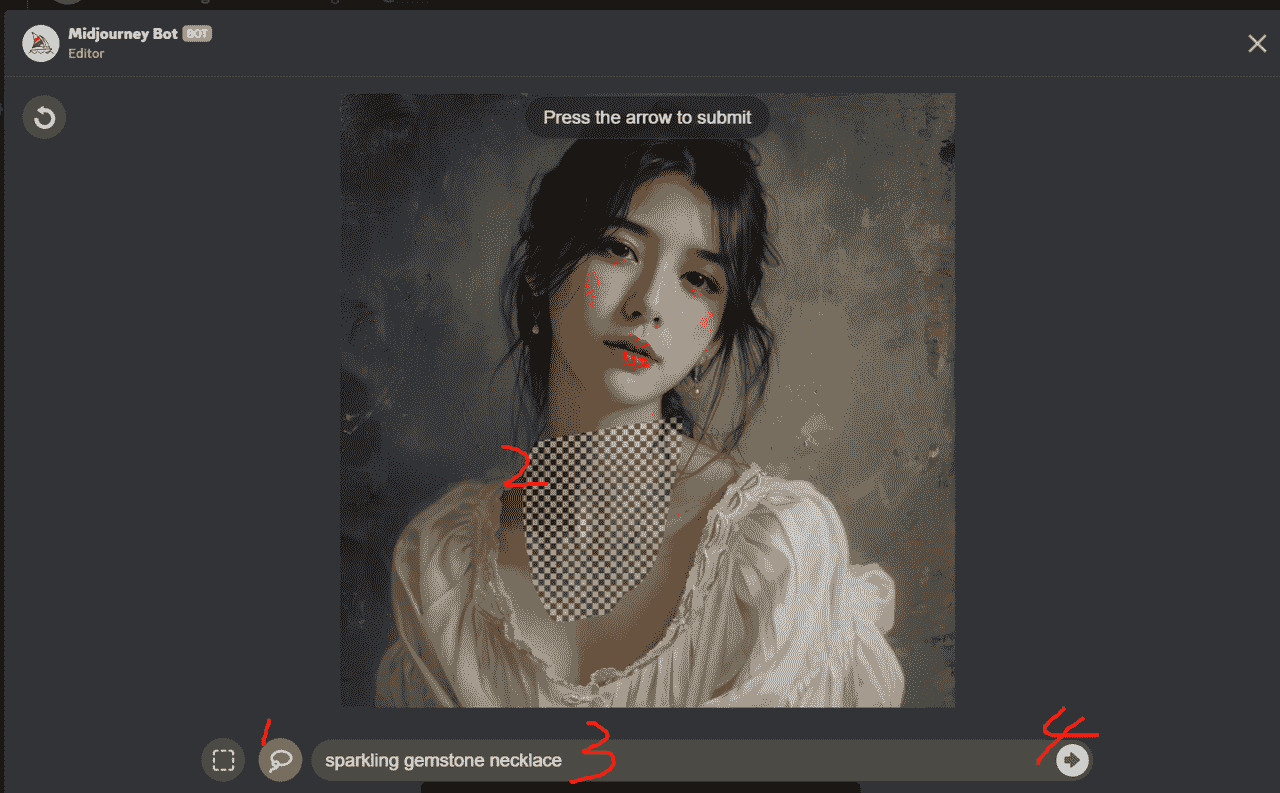 Midjourney Bot BOT
Editor
Press the arrow to submit
2
1
sparkling gemstone necklace
3
4